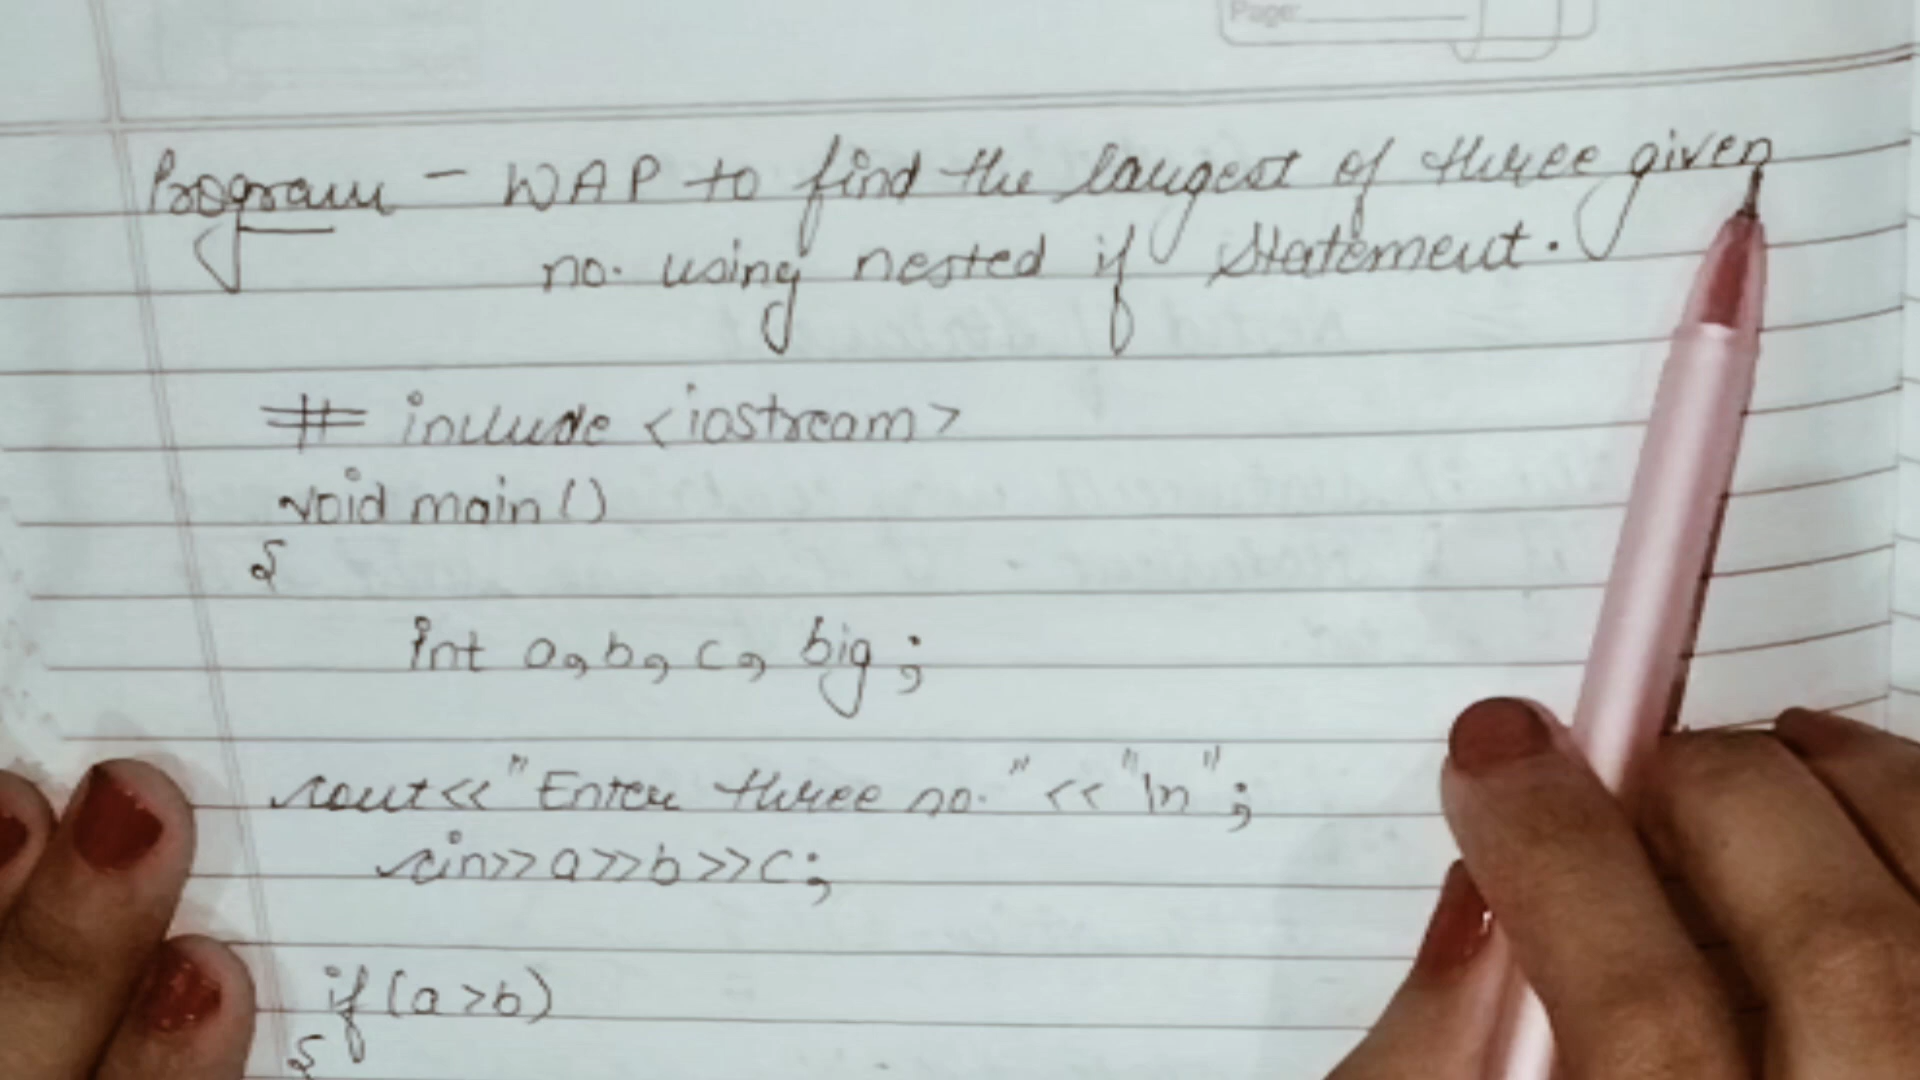 Page:
Program - WAP to find the largest of three given
no. using nested if statement.
# include <iostream>
void main()
{
int a, b, c, big;
cout<< "Enter three no." << "\n";
cin>>a>>b>>c;
if (a>b)
{